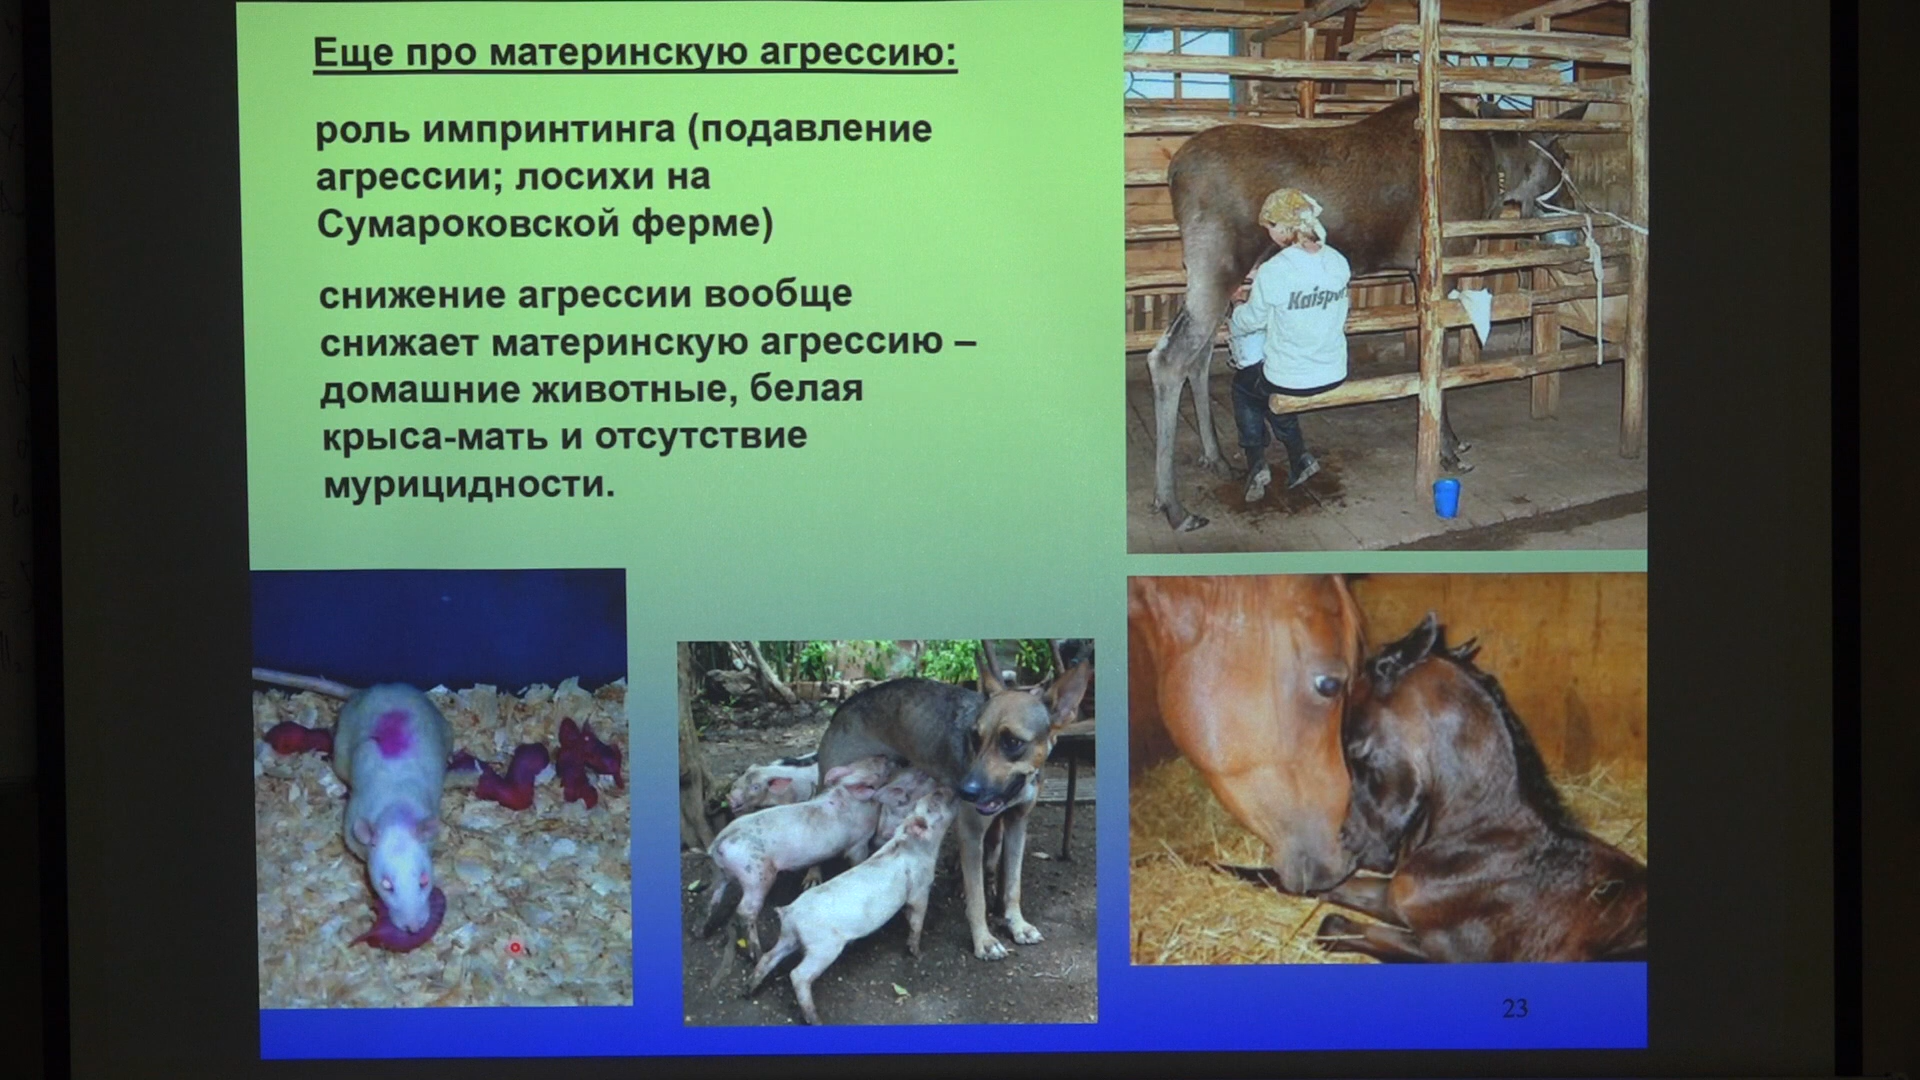 Еще про материнскую агрессию:
роль импринтинга (подавление
агрессии; лосихи на
Сумароковской ферме)
снижение агрессии вообще
снижает материнскую агрессию –
домашние животные, белая
крыса-мать и отсутствие
мурицидности.
23